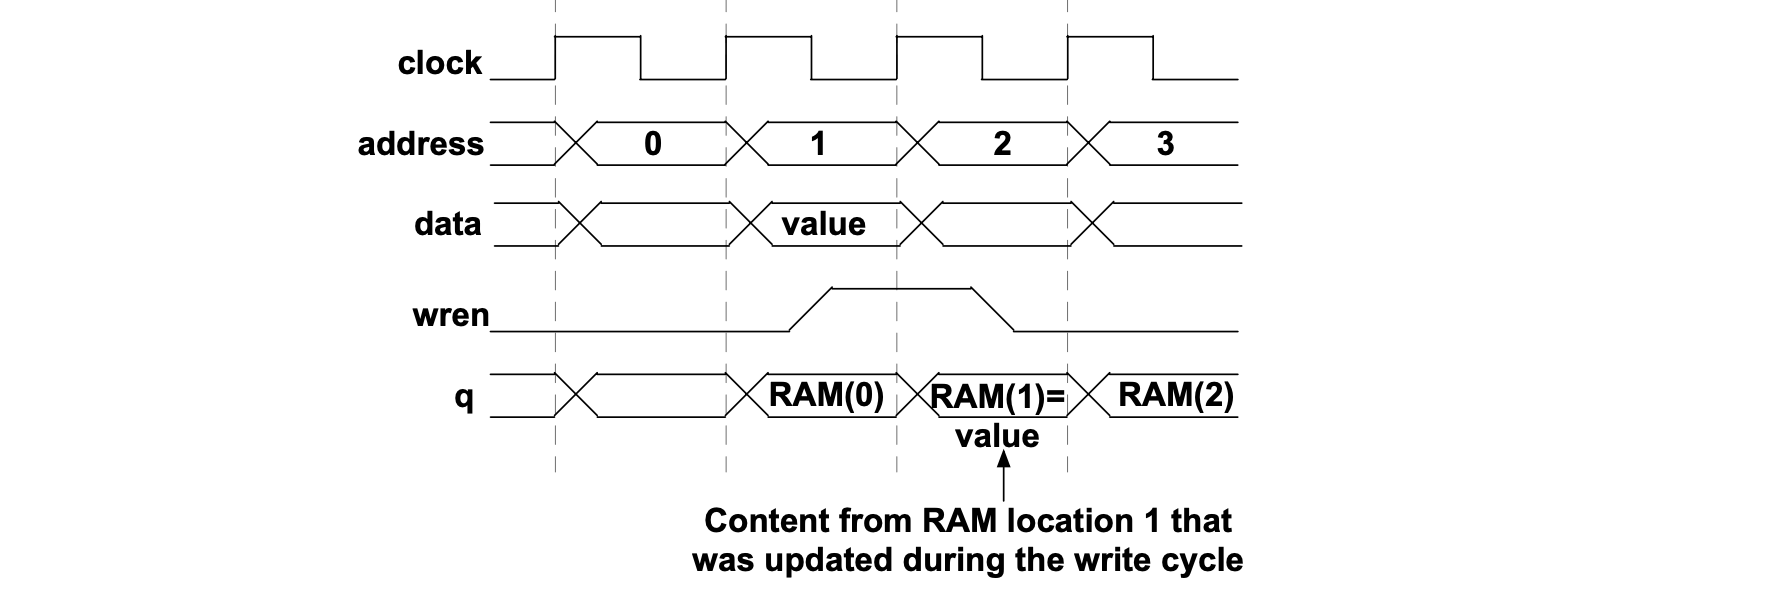 clock
address 0 1 2 3
data value
wren
q RAM(0) RAM(1)= RAM(2)
value
Content from RAM location 1 that
was updated during the write cycle